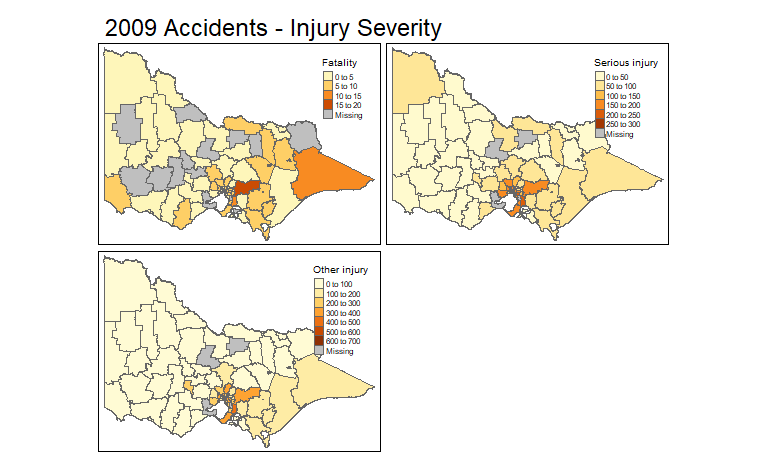 2009 Accidents - Injury Severity
Fatality
0 to 5
5 to 10
10 to 15
15 to 20
Missing
Serious injury
0 to 50
50 to 100
100 to 150
150 to 200
200 to 250
250 to 300
Missing
Other injury
0 to 100
100 to 200
200 to 300
300 to 400
400 to 500
500 to 600
600 to 700
Missing